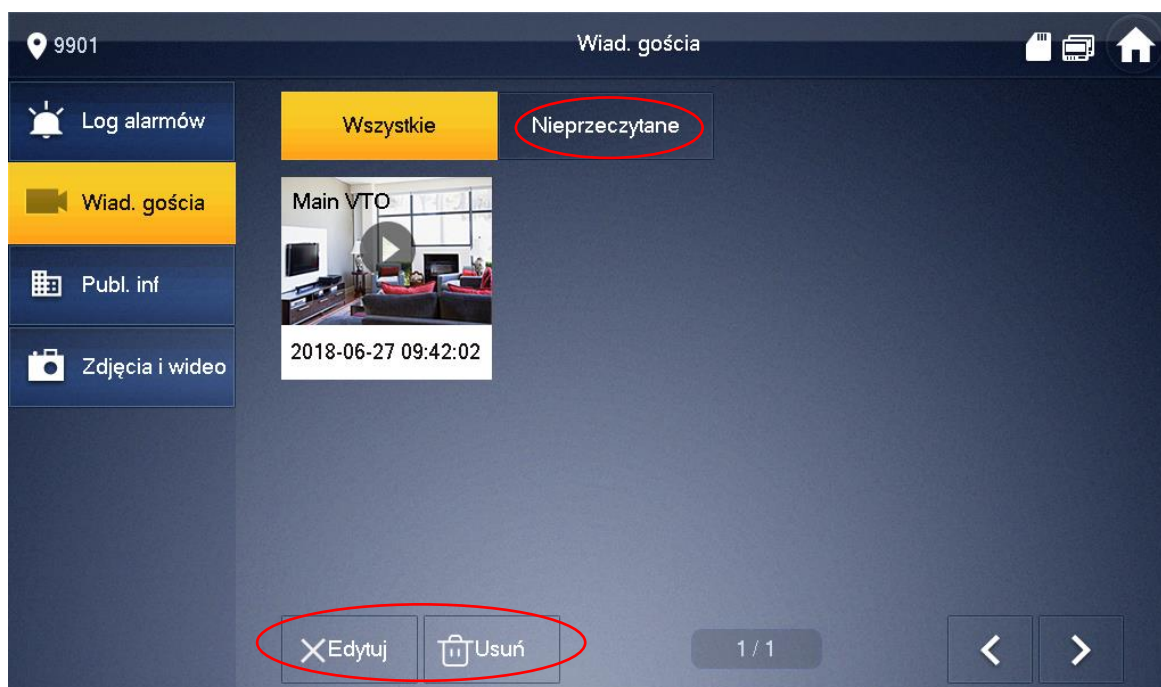 9901
Wiad. gościa
Log alarmów
Wszystkie
Nieprzeczytane
Wiad. gościa
Main VTO
Publ. inf
Zdjęcia i wideo
2018-06-27 09:42:02
Edytuj
Usuń
1 / 1